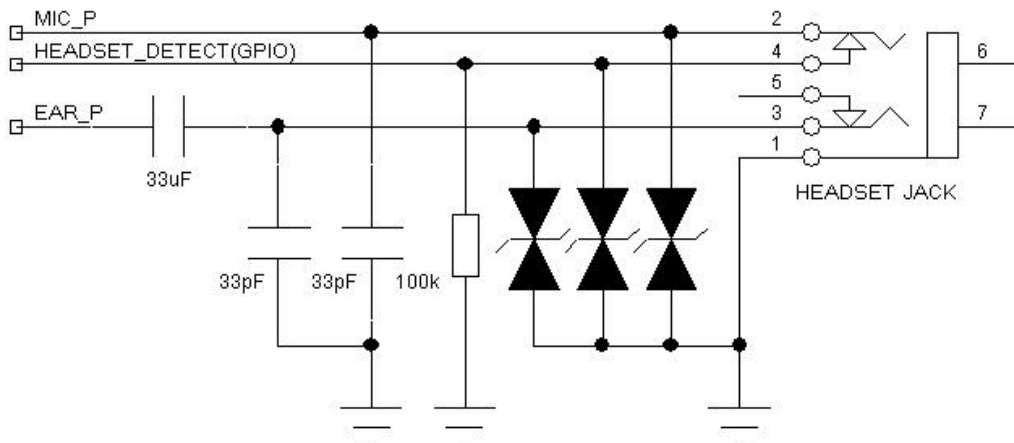 MIC_P
2
HEADSET_DETECT(GPIO)
4
6
5
EAR_P
3
7
1
33uF
HEADSET JACK
33pF
33pF
100k